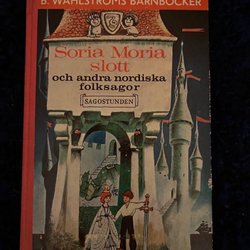 B. WAHLSTRÖMS BARNBÖCKER
Soria Moria
slott
och andra nordiska
folksagor
SAGOSTUNDEN